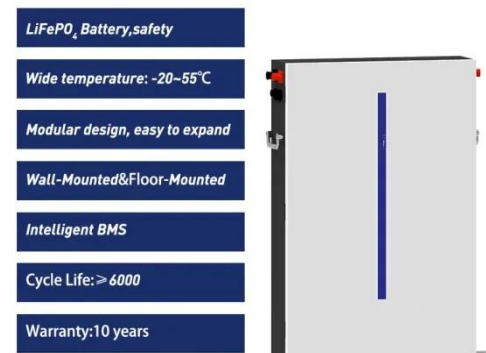 LiFePO₄ Battery,safety
Wide temperature: -20~55℃
Modular design, easy to expand
Wall-Mounted&Floor-Mounted
Intelligent BMS
Cycle Life:≥6000
Warranty:10 years